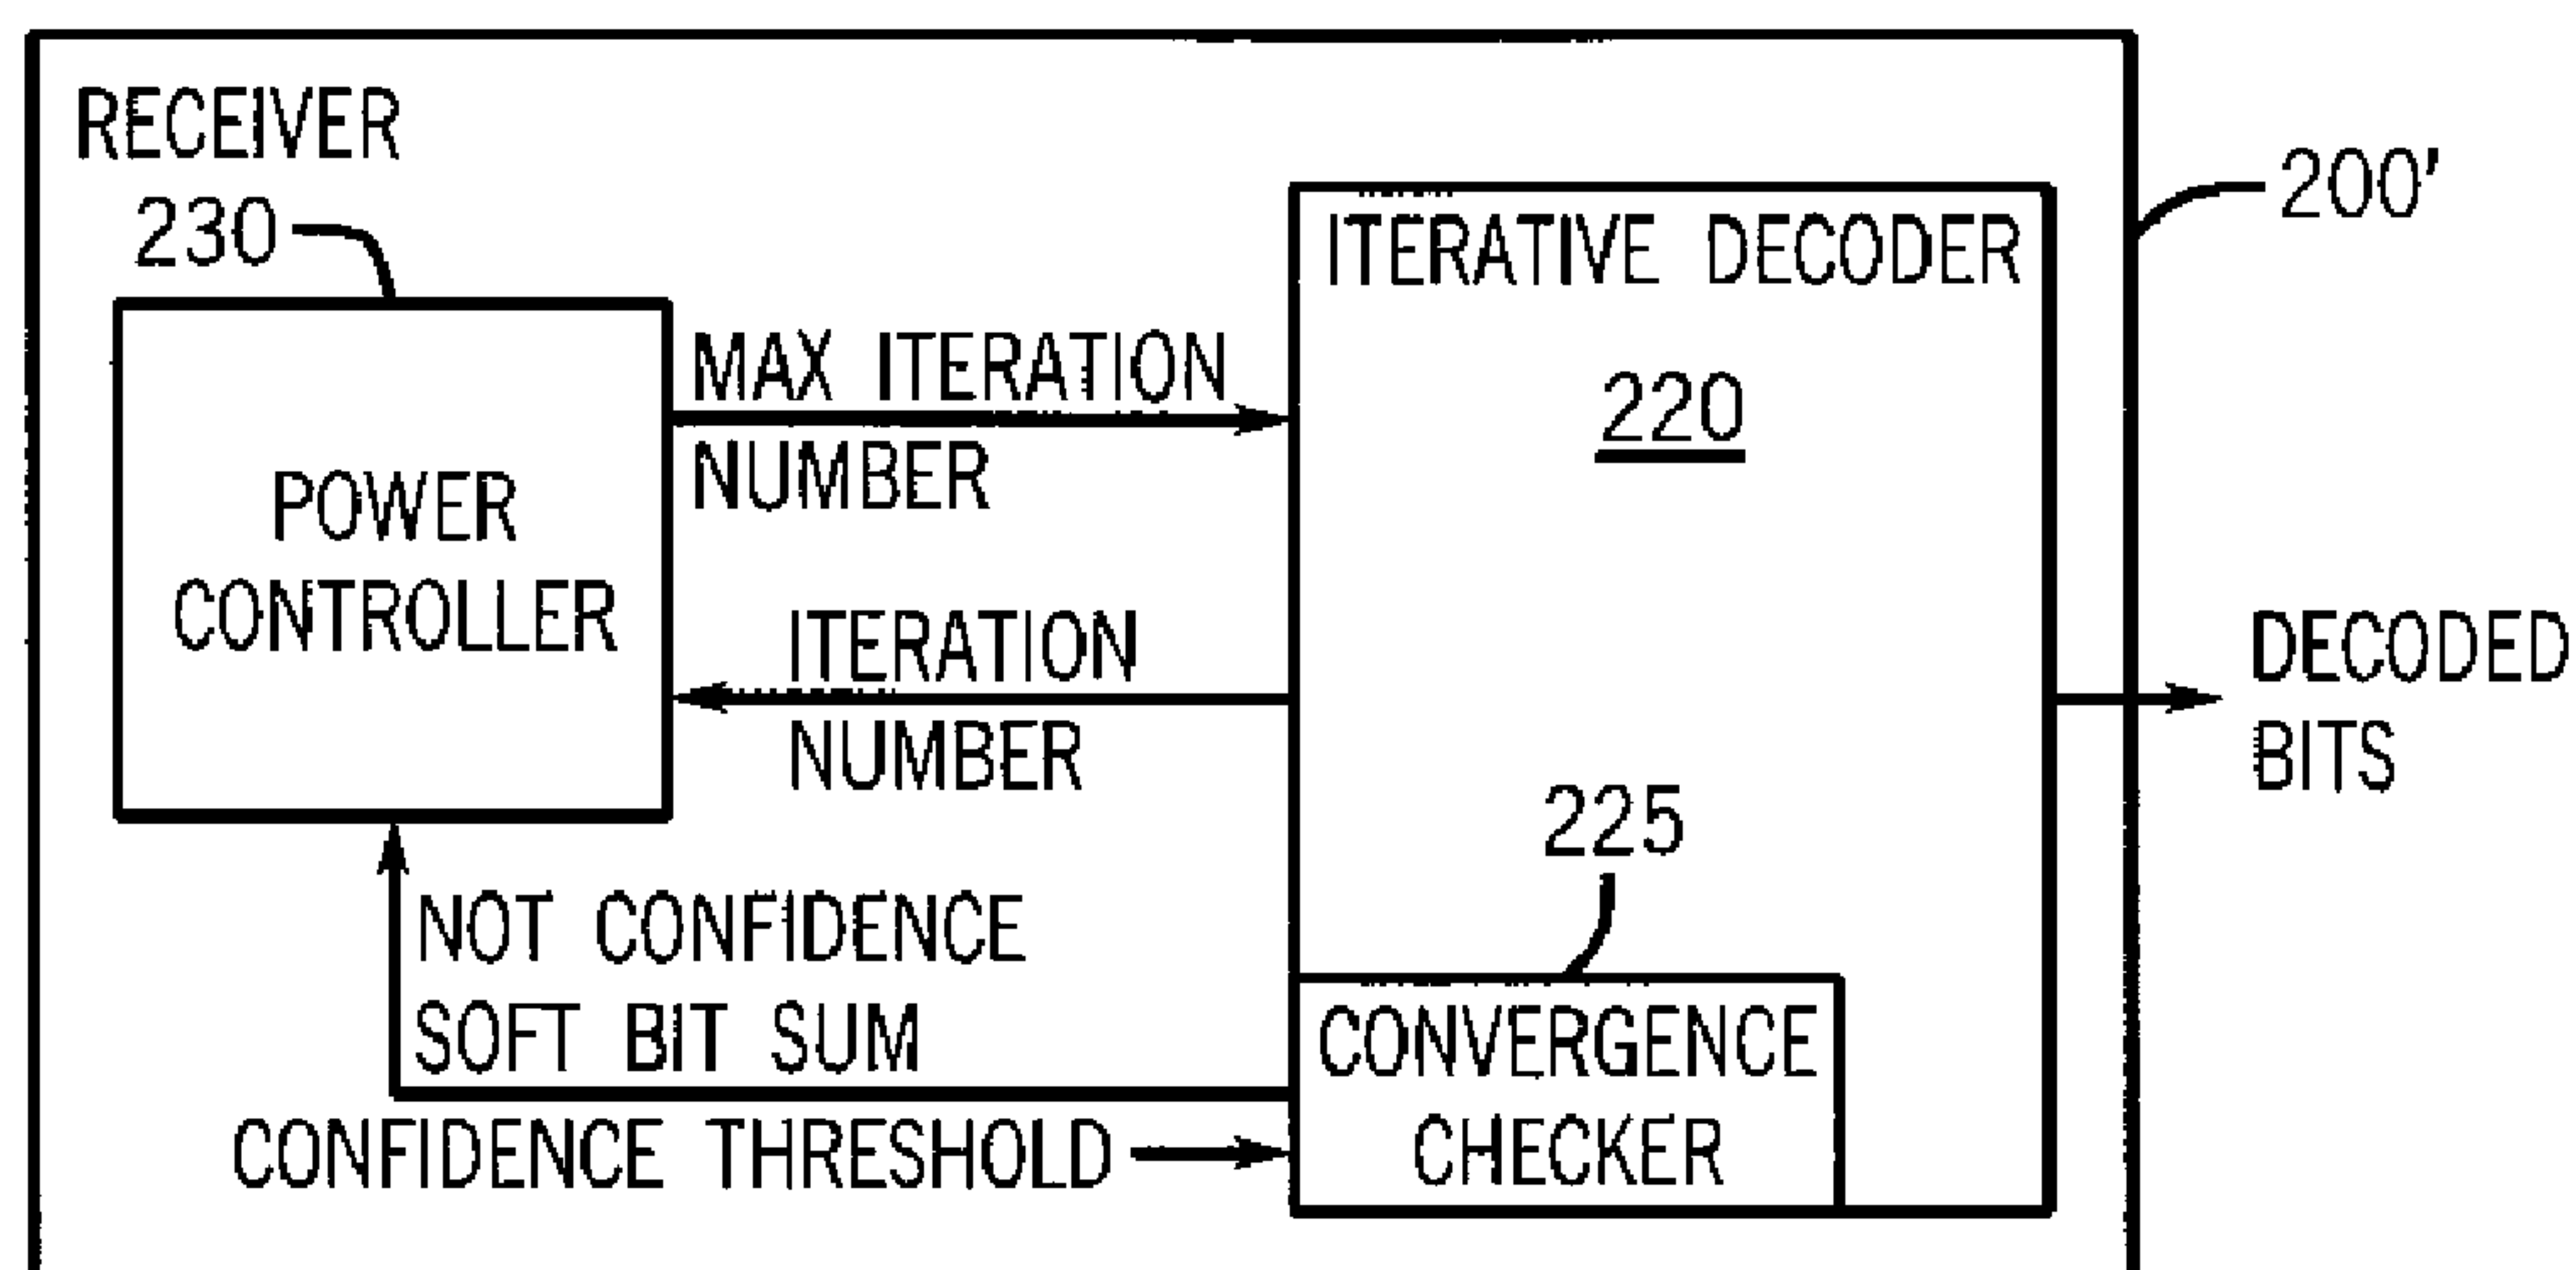 RECEIVER
230
200'
ITERATIVE DECODER
220
MAX ITERATION
NUMBER
POWER
CONTROLLER
ITERATION
NUMBER
DECODED
BITS
225
NOT CONFIDENCE
SOFT BIT SUM
CONFIDENCE THRESHOLD
CONVERGENCE
CHECKER